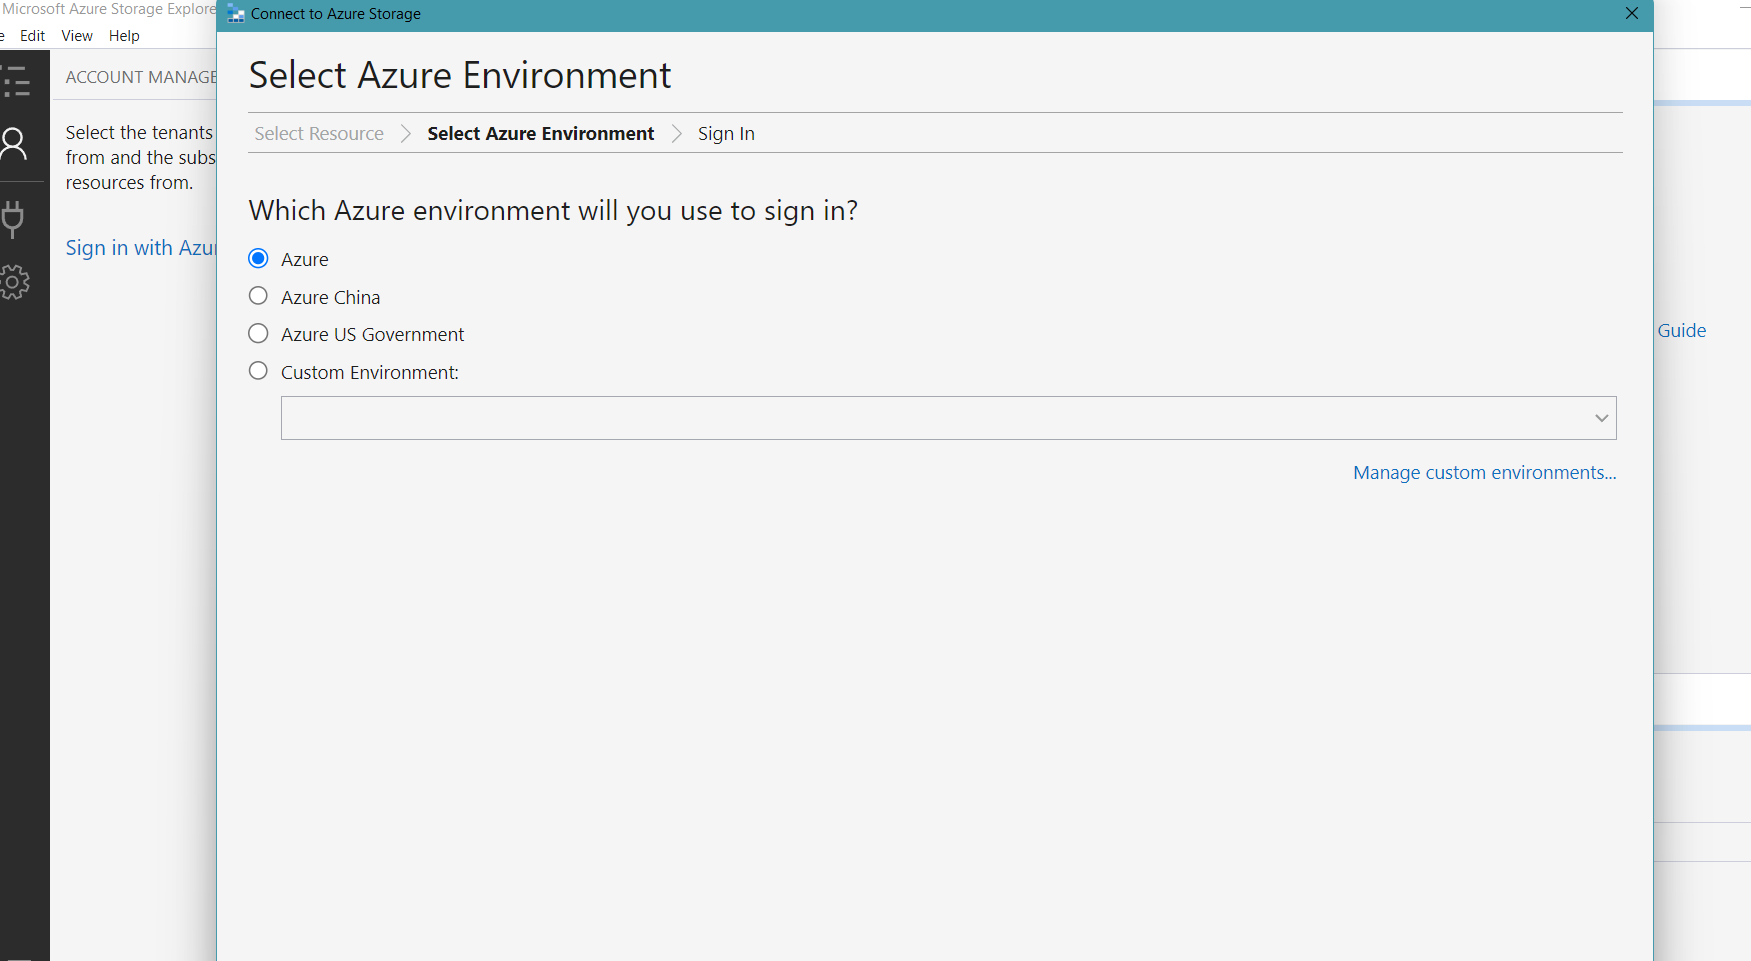 Microsoft Azure Storage Explore
Connect to Azure Storage
e Edit View Help
ACCOUNT MANAGE
Select the tenants
from and the subs
resources from.
Sign in with Azu
Select Azure Environment
Select Resource > Select Azure Environment > Sign In
Which Azure environment will you use to sign in?
Azure
Azure China
Azure US Government
Custom Environment:
Manage custom environments...
Guide